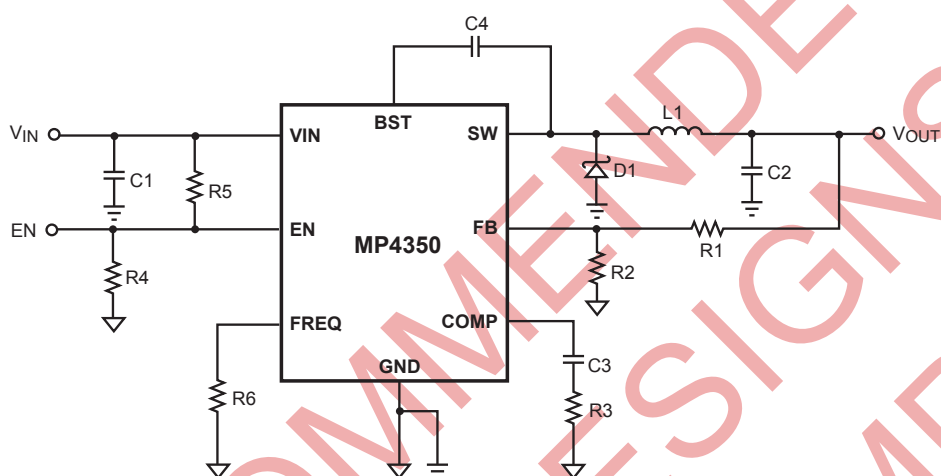 C4
BST
L1
VIN
VIN
SW
VOUT
C1
R5
D1
C2
EN
EN
FB
MP4350
R1
R4
R2
FREQ
COMP
GND
C3
R6
R3